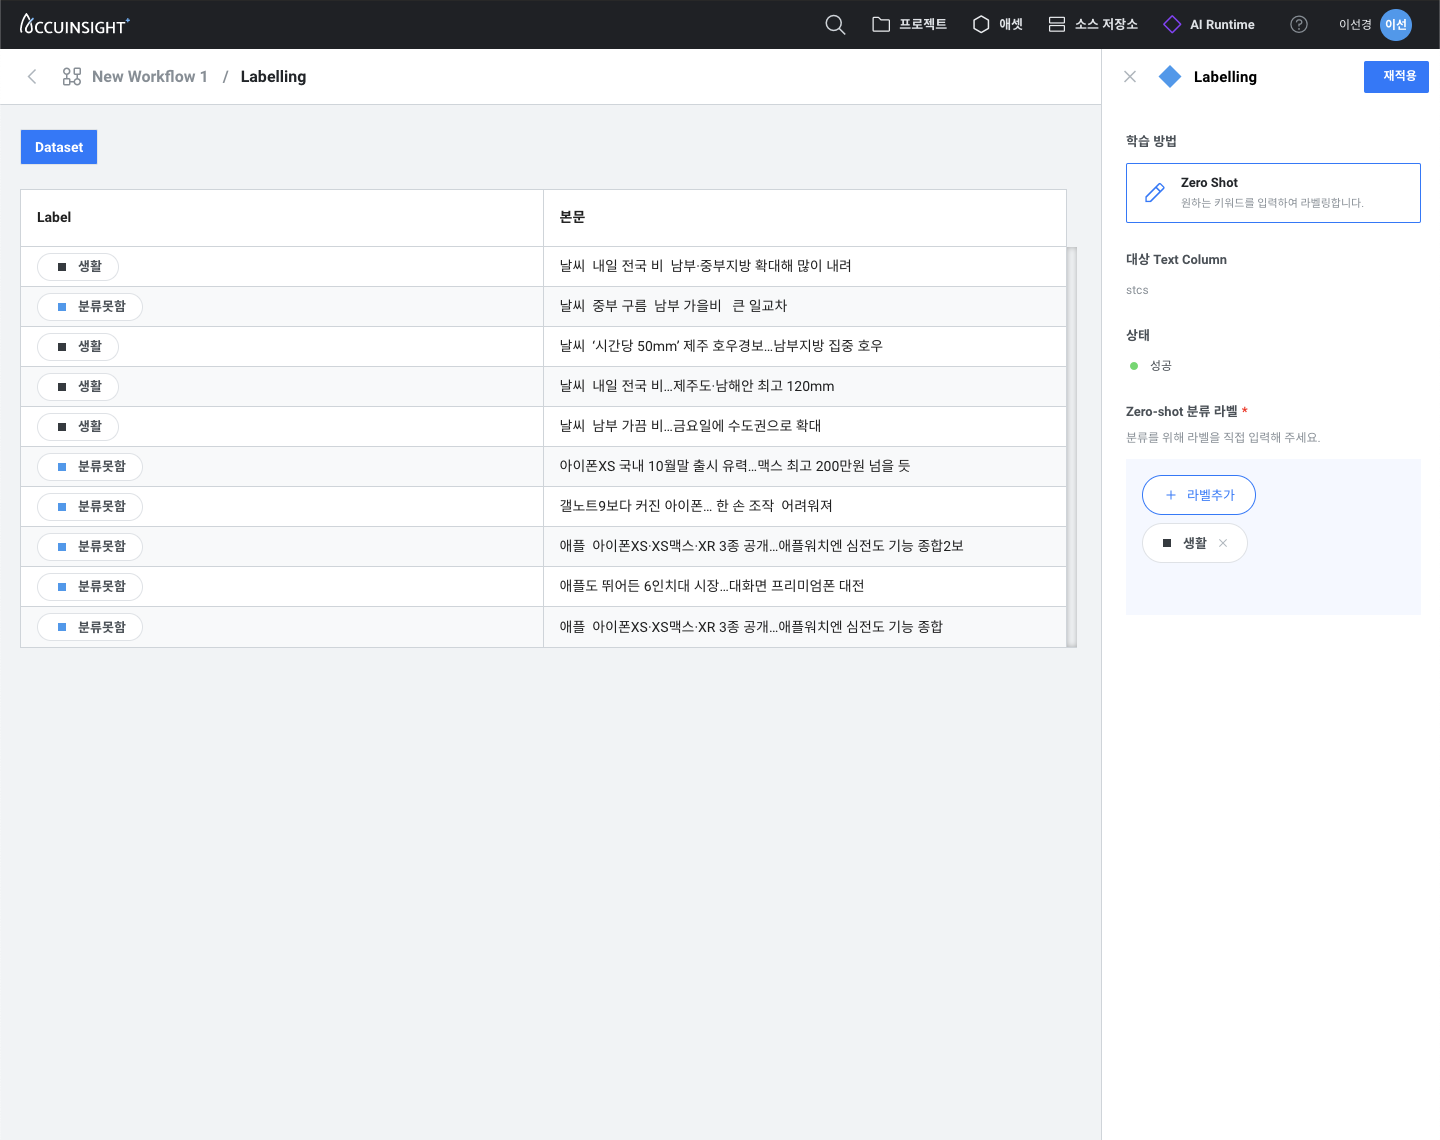 ACCUINSIGHT+
프로젝트
애셋
소스 저장소
AI Runtime
?
이선경
이선
New Workflow 1 / Labelling
Dataset
Label 본문
생활 날씨 내일 전국 비 남부·중부지방 확대해 많이 내려
분류못함 날씨 중부 구름 남부 가을비 큰 일교차
생활 날씨 ‘시간당 50mm’ 제주 호우경보...남부지방 집중 호우
생활 날씨 내일 전국 비...제주도·남해안 최고 120mm
생활 날씨 남부 가끔 비...금요일에 수도권으로 확대
분류못함 아이폰XS 국내 10월말 출시 유력...맥스 최고 200만원 넘을 듯
분류못함 갤노트9보다 커진 아이폰... 한 손 조작 어려워져
분류못함 애플 아이폰XS·XS맥스·XR 3종 공개...애플워치엔 심전도 기능 종합2보
분류못함 애플도 뛰어든 6인치대 시장...대화면 프리미엄폰 대전
분류못함 애플 아이폰XS·XS맥스·XR 3종 공개...애플워치엔 심전도 기능 종합
Labelling
재적용
학습 방법
Zero Shot
원하는 키워드를 입력하여 라벨링합니다.
대상 Text Column
stcs
상태
성공
Zero-shot 분류 라벨 *
분류를 위해 라벨을 직접 입력해 주세요.
+ 라벨추가
생활